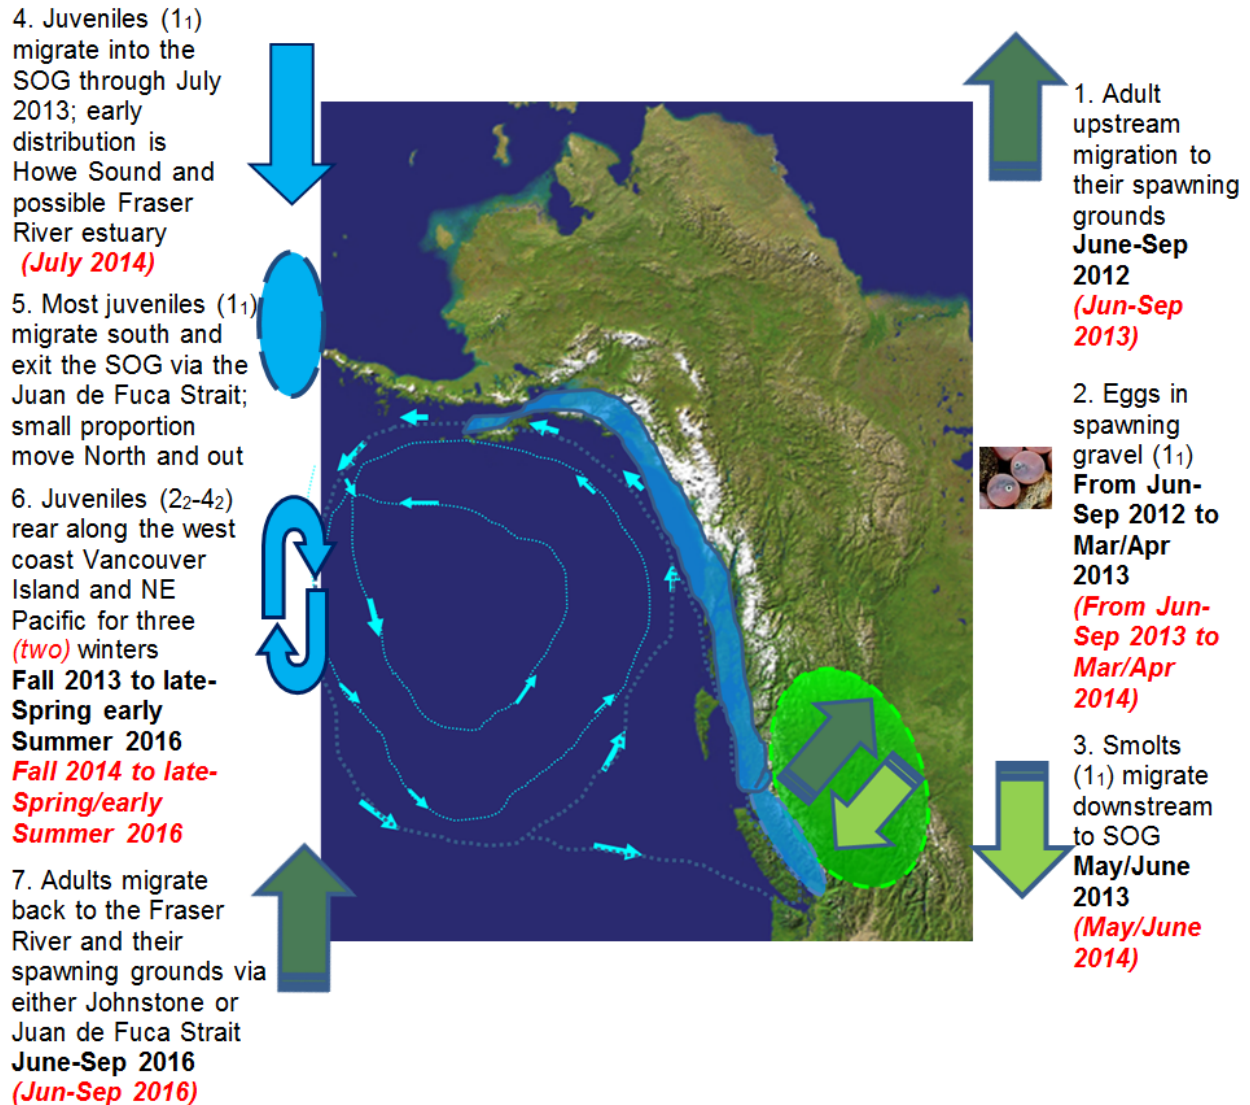 4. Juveniles (1₁)
migrate into the
SOG through July
2013; early
distribution is
Howe Sound and
possible Fraser
River estuary
(July 2014)
5. Most juveniles (1₁)
migrate south and
exit the SOG via the
Juan de Fuca Strait;
small proportion
move North and out
6. Juveniles (2₂-4₂)
rear along the west
coast Vancouver
Island and NE
Pacific for three
(two) winters
Fall 2013 to late-
Spring early
Summer 2016
Fall 2014 to late-
Spring/early
Summer 2016
7. Adults migrate
back to the Fraser
River and their
spawning grounds via
either Johnstone or
Juan de Fuca Strait
June-Sep 2016
(Jun-Sep 2016)
1. Adult
upstream
migration to
their spawning
grounds
June-Sep
2012
(Jun-Sep
2013)
2. Eggs in
spawning
gravel (1₁)
From Jun-
Sep 2012 to
Mar/Apr
2013
(From Jun-
Sep 2013 to
Mar/Apr
2014)
3. Smolts
(1₁) migrate
downstream
to SOG
May/June
2013
(May/June
2014)